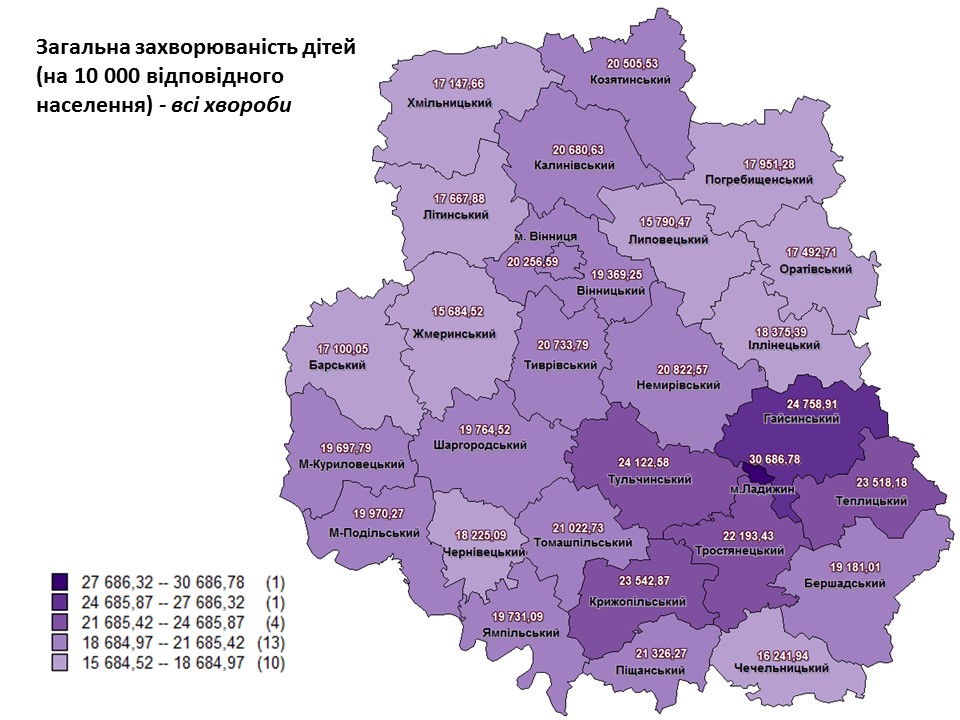 Загальна захворюваність дітей
(на 10 000 відповідного
населення) - всі хвороби
20 505,53
Козятинський
17 147,66
Хмільницький
20 680,63
Калинівський
17 951,28
Погребищенський
17 667,88
Літинський
15 790,47
Липовецький
м. Вінниця
20 256,59
17 492,71
Оратівський
19 369,25
Вінницький
15 684,52
Жмеринський
18 375,39
Іллінецький
17 100,05
Барський
20 733,79
Тиврівський
20 822,57
Немирівський
24 758,91
Гайсинський
19 764,52
Шаргородський
19 697,79
М-Куриловецький
24 122,58
Тульчинський
30 686,78
м.Ладижин
23 518,18
Теплицький
19 970,27
М-Подільський
18 225,09
Чернівецький
21 022,73
Томашпільський
22 193,43
Тростянецький
19 181,01
Бершадський
23 542,87
Крижопільський
19 731,09
Ямпільський
21 326,27
Піщанський
16 241,94
Чечельницький
27 686,32 -- 30 686,78 (1)
24 685,87 -- 27 686,32 (1)
21 685,42 -- 24 685,87 (4)
18 684,97 -- 21 685,42 (13)
15 684,52 -- 18 684,97 (10)